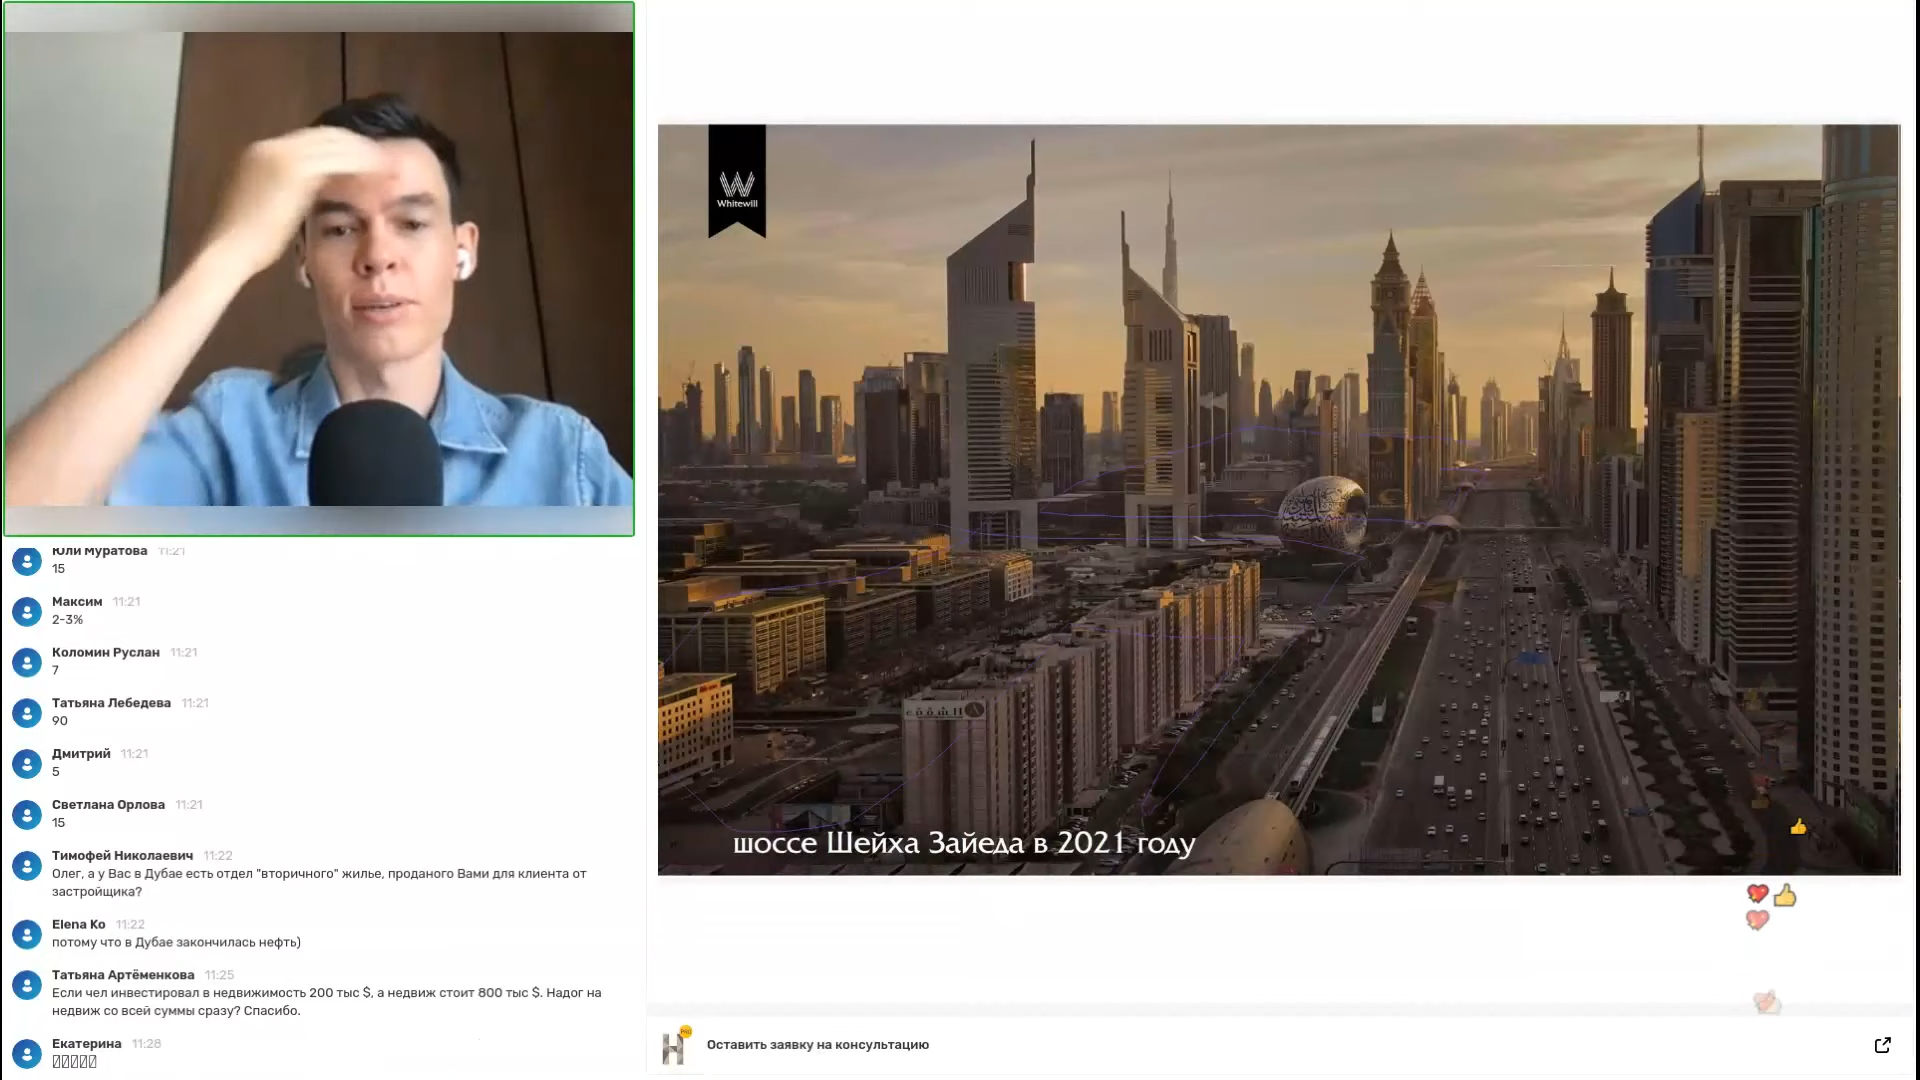 Юли Муратова 11:21
15
Максим 11:21
2-3%
Коломин Руслан 11:21
7
Татьяна Лебедева 11:21
90
Дмитрий 11:21
5
Светлана Орлова 11:21
15
Тимофей Николаевич 11:22
Олег, а у Вас в Дубае есть отдел "вторичного" жилье, проданого Вами для клиента от
застройщика?
Elena Ko 11:22
потому что в Дубае закончилась нефть)
Татьяна Артёменкова 11:25
Если чел инвестировал в недвижимость 200 тыс $, а недвиж стоит 800 тыс $. Надог на
недвиж со всей суммы сразу? Спасибо.
Екатерина 11:28
W
Whitewill
шоссе Шейха Зайеда в 2021 году
H
Оставить заявку на консультацию